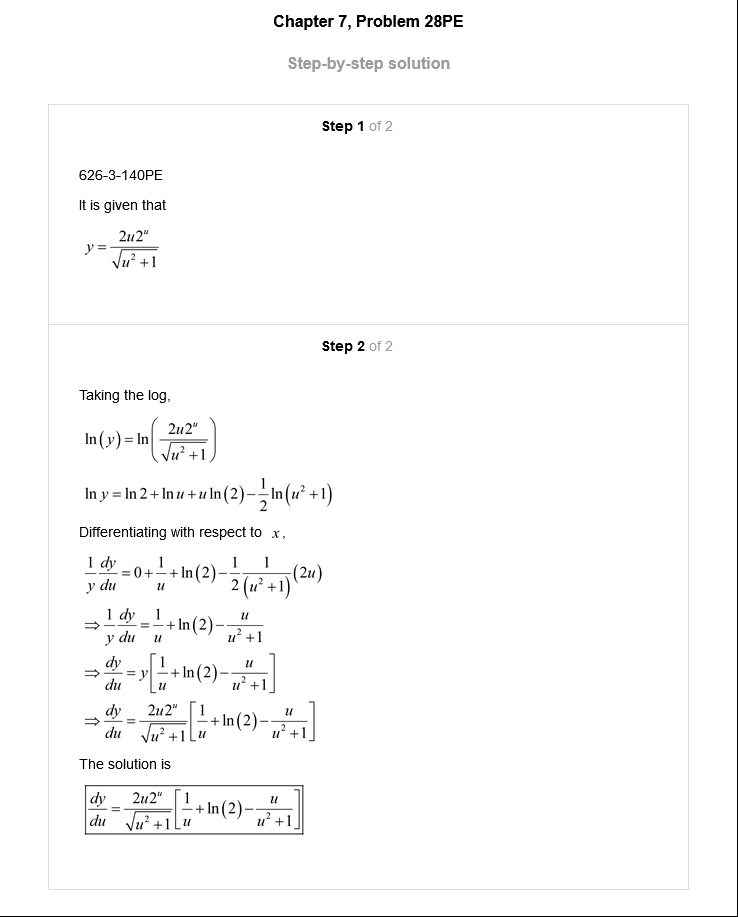 Chapter 7, Problem 28PE
Step-by-step solution
Step 1 of 2
626-3-140PE
It is given that
y = \frac{2u2^u}{\sqrt{u^2+1}}
Step 2 of 2
Taking the log,
\ln(y) = \ln\left(\frac{2u2^u}{\sqrt{u^2+1}}\right)
\ln y = \ln 2 + \ln u + u\ln(2) - \frac{1}{2}\ln(u^2+1)
Differentiating with respect to x,
\frac{1}{y}\frac{dy}{du} = 0 + \frac{1}{u} + \ln(2) - \frac{1}{2}\frac{1}{(u^2+1)}(2u)
⇒ \frac{1}{y}\frac{dy}{du} = \frac{1}{u} + \ln(2) - \frac{u}{u^2+1}
⇒ \frac{dy}{du} = y\left[\frac{1}{u} + \ln(2) - \frac{u}{u^2+1}\right]
⇒ \frac{dy}{du} = \frac{2u2^u}{\sqrt{u^2+1}}\left[\frac{1}{u} + \ln(2) - \frac{u}{u^2+1}\right]
The solution is
\frac{dy}{du} = \frac{2u2^u}{\sqrt{u^2+1}}\left[\frac{1}{u} + \ln(2) - \frac{u}{u^2+1}\right]